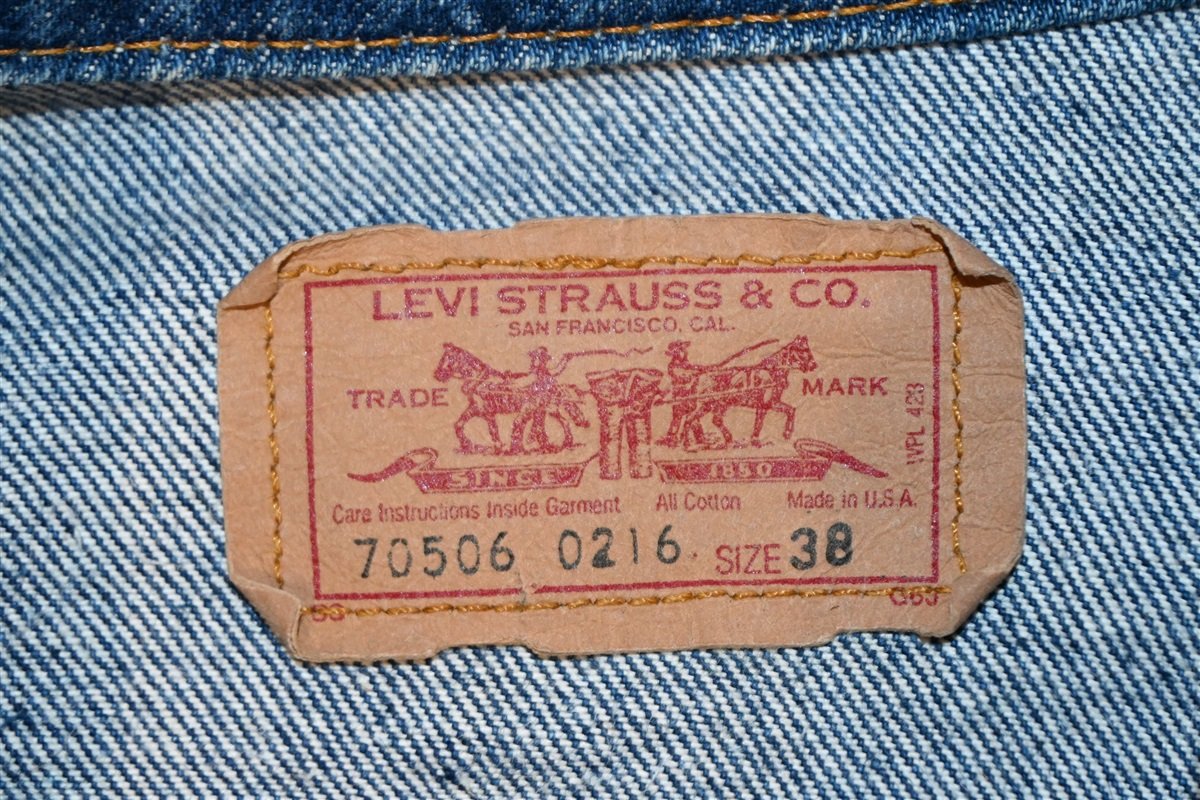 LEVI STRAUSS & CO.
SAN FRANCISCO, CAL.
TRADE MARK
WPL 423
SINCE 1850
Care Instructions Inside Garment All Cotton Made in U.S.A.
70506 0216 SIZE 38